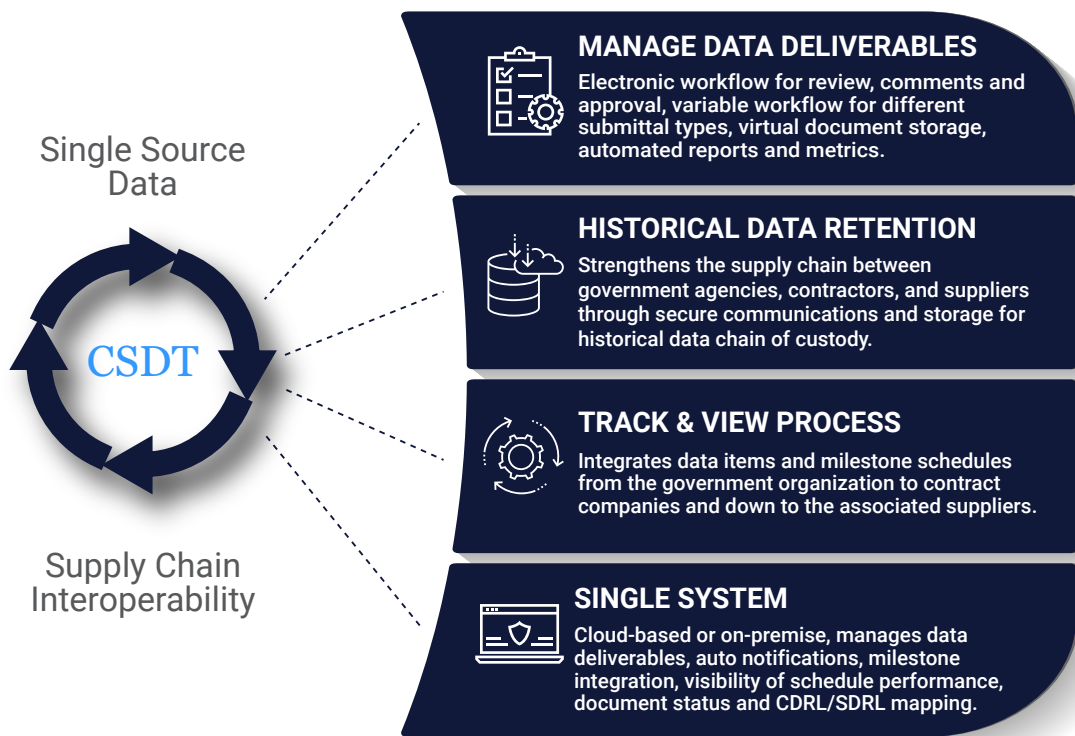 Single Source
Data
CSDT
Supply Chain
Interoperability
MANAGE DATA DELIVERABLES
Electronic workflow for review, comments and
approval, variable workflow for different
submittal types, virtual document storage,
automated reports and metrics.
HISTORICAL DATA RETENTION
Strengthens the supply chain between
government agencies, contractors, and suppliers
through secure communications and storage for
historical data chain of custody.
TRACK & VIEW PROCESS
Integrates data items and milestone schedules
from the government organization to contract
companies and down to the associated suppliers.
SINGLE SYSTEM
Cloud-based or on-premise, manages data
deliverables, auto notifications, milestone
integration, visibility of schedule performance,
document status and CDRL/SDRL mapping.